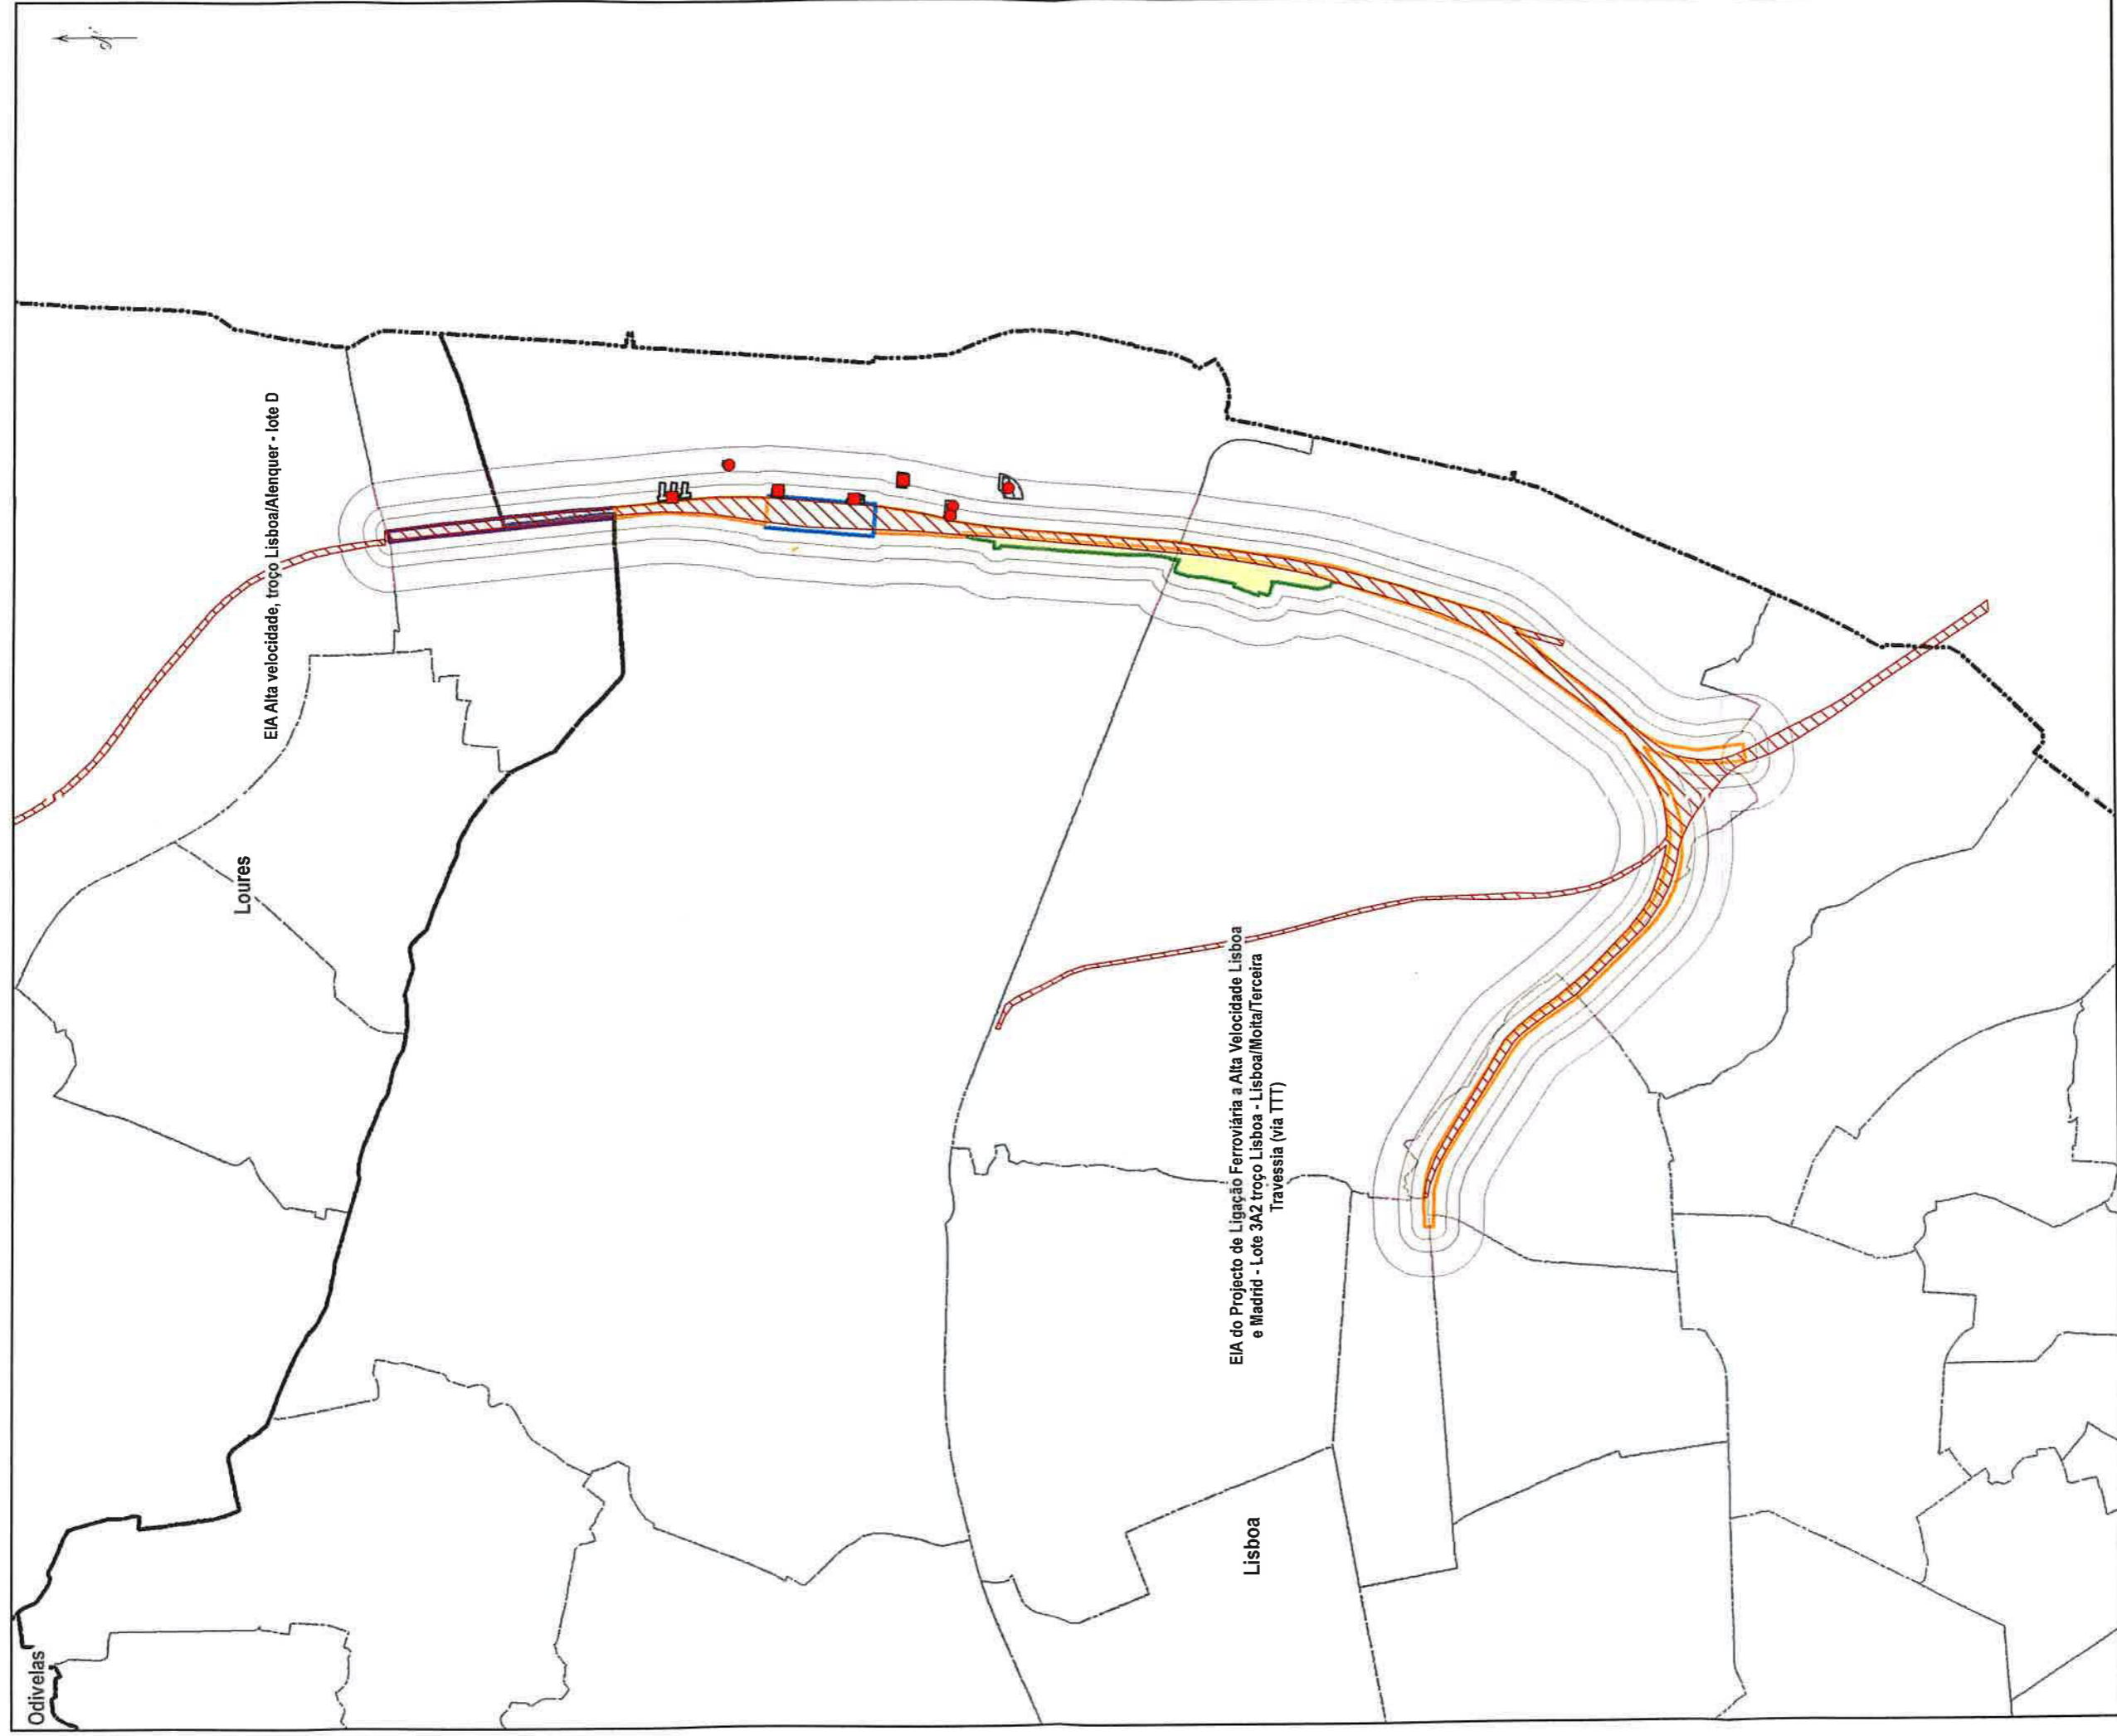 EIA Alta velocidade, troço Lisboa/Alenquer - lote D
Loures
EIA do Projecto de Ligação Ferroviária a Alta Velocidade Lisboa
e Madrid - Lote 3A2 troço Lisboa - Lisboa/Moita/Terceira
Travessia (via TTT)
Lisboa
Odivelas